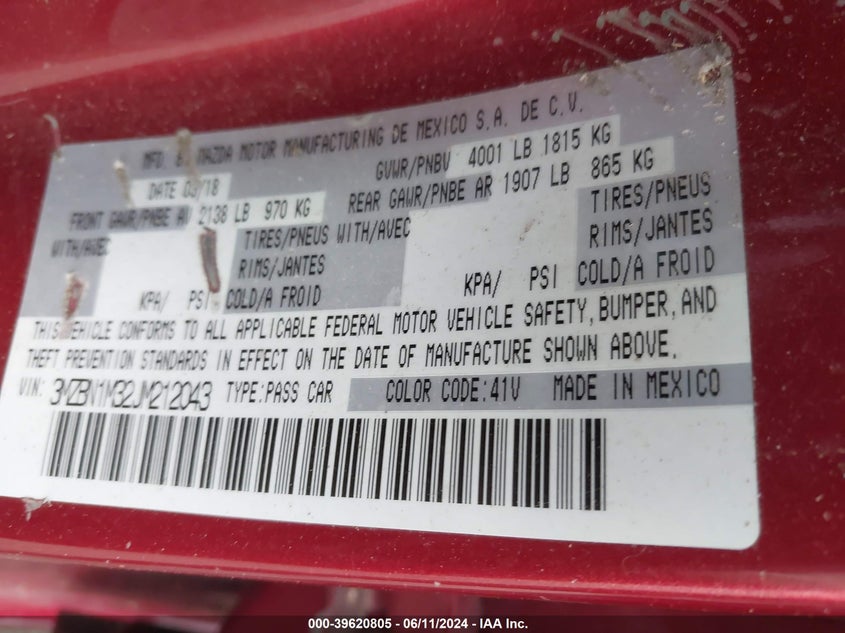 MFD. BY MAZDA MOTOR MANUFACTURING DE MEXICO S.A. DE C.V.
DATE 03/18 GVWR/PNBV 4001 LB 1815 KG
FRONT GAWR/PNBE AV 2138 LB 970 KG REAR GAWR/PNBE AR 1907 LB 865 KG
WITH/AVEC TIRES/PNEUS WITH/AVEC TIRES/PNEUS
RIMS/JANTES RIMS/JANTES
KPA/ PSI COLD/A FROID KPA/ PSI COLD/A FROID
THIS VEHICLE CONFORMS TO ALL APPLICABLE FEDERAL MOTOR VEHICLE SAFETY, BUMPER, AND
THEFT PREVENTION STANDARDS IN EFFECT ON THE DATE OF MANUFACTURE SHOWN ABOVE.
VIN: 3MZBN1M32JM212043 TYPE:PASS CAR COLOR CODE:41V MADE IN MEXICO
000-39620805 - 06/11/2024 - IAA Inc.